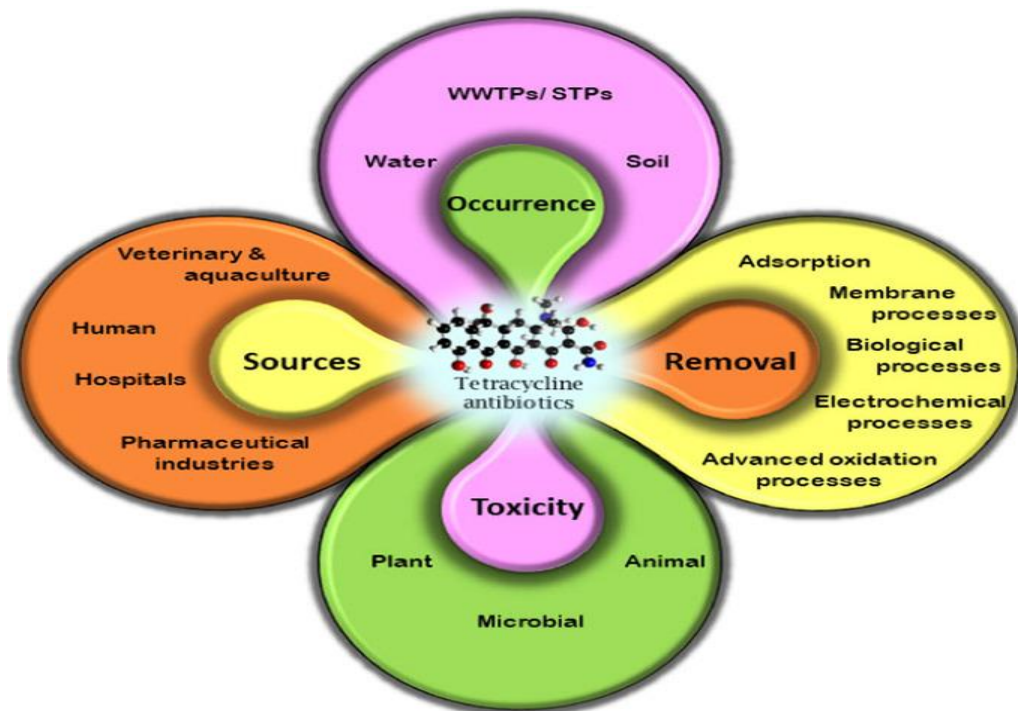 WWTPs/ STPs
Water
Soil
Occurrence
Veterinary &
aquaculture
Human
Hospitals
Pharmaceutical
industries
Sources
Tetracycline
antibiotics
Removal
Adsorption
Membrane
processes
Biological
processes
Electrochemical
processes
Advanced oxidation
processes
Toxicity
Plant
Animal
Microbial